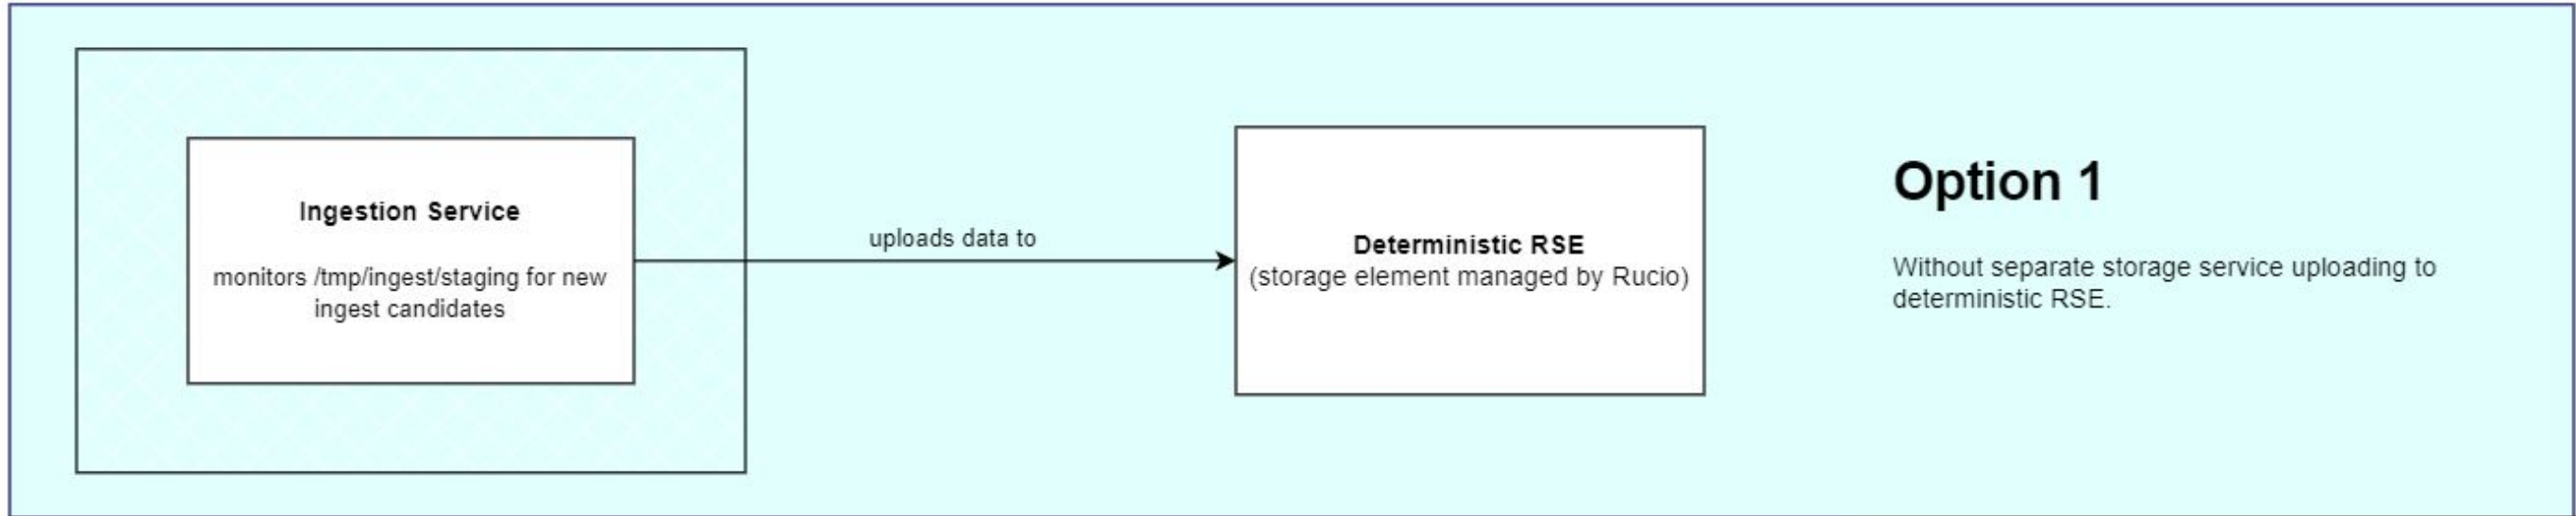 Ingestion Service
monitors /tmp/ingest/staging for new
ingest candidates
uploads data to
Deterministic RSE
(storage element managed by Rucio)
Option 1
Without separate storage service uploading to
deterministic RSE.